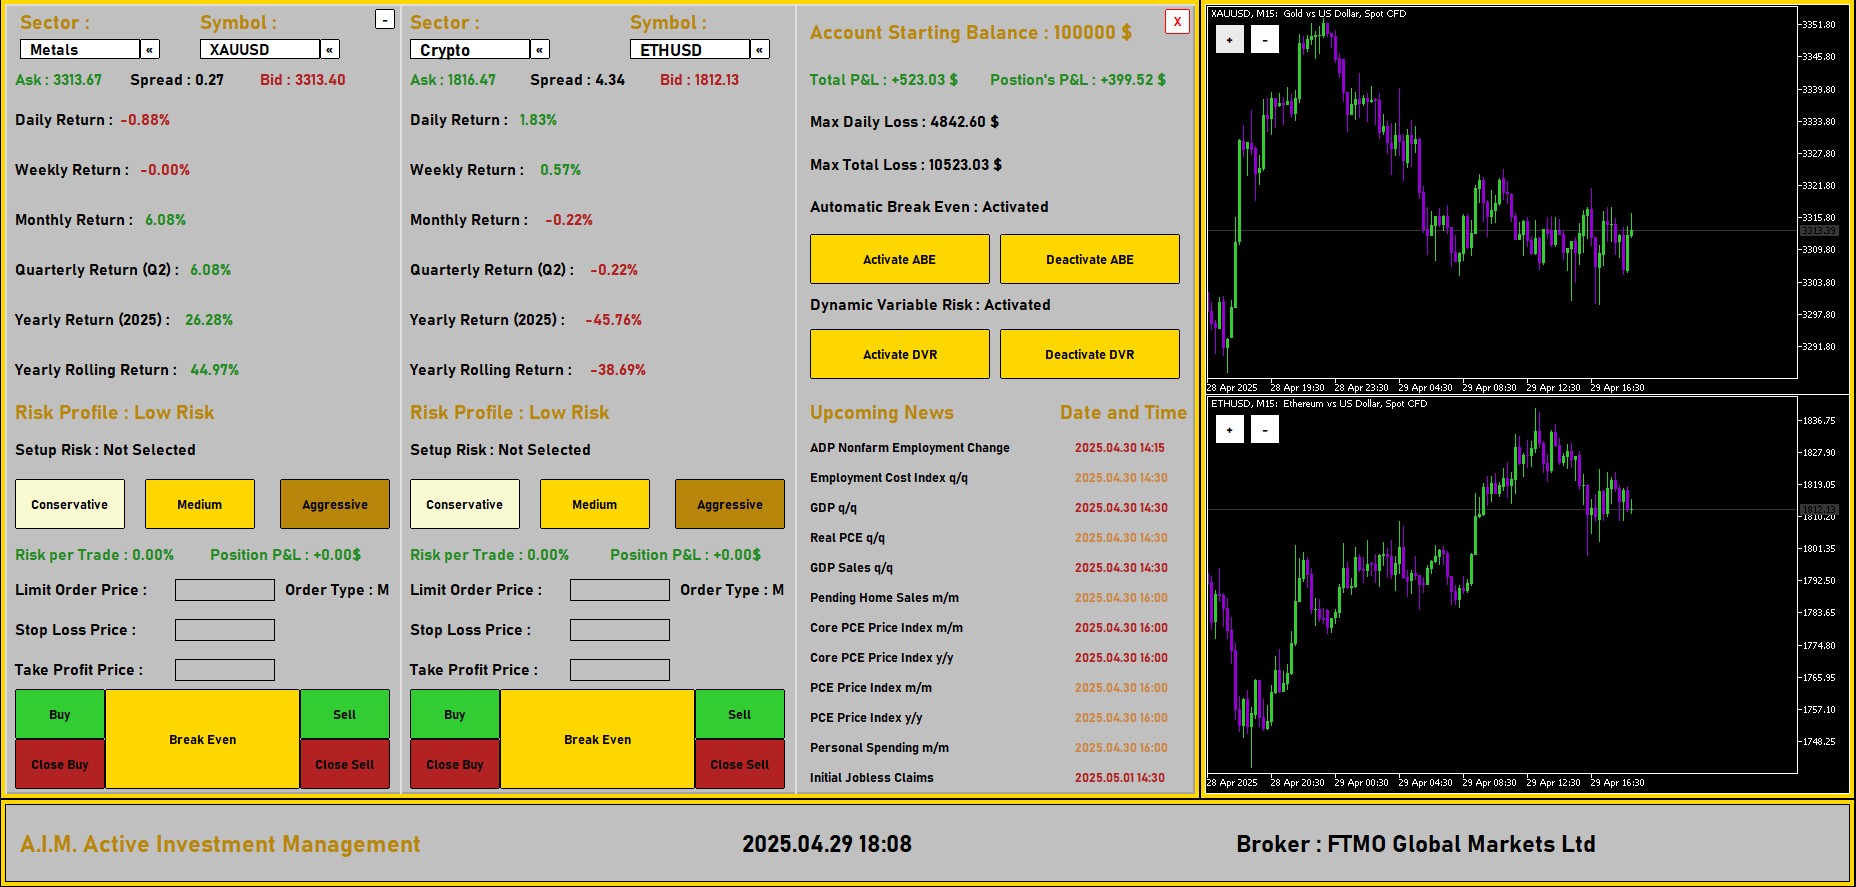 Sector : Symbol : -
Metals « XAUUSD «
Ask : 3313.67 Spread : 0.27 Bid : 3313.40
Daily Return : -0.88%
Weekly Return : -0.00%
Monthly Return : 6.08%
Quarterly Return (Q2) : 6.08%
Yearly Return (2025) : 26.28%
Yearly Rolling Return : 44.97%
Risk Profile : Low Risk
Setup Risk : Not Selected
Conservative Medium Aggressive
Risk per Trade : 0.00% Position P&L : +0.00$
Limit Order Price : Order Type : M
Stop Loss Price :
Take Profit Price :
Buy Break Even Sell
Close Buy Close Sell
Sector : Symbol :
Crypto « ETHUSD «
Ask : 1816.47 Spread : 4.34 Bid : 1812.13
Daily Return : 1.83%
Weekly Return : 0.57%
Monthly Return : -0.22%
Quarterly Return (Q2) : -0.22%
Yearly Return (2025) : -45.76%
Yearly Rolling Return : -38.69%
Risk Profile : Low Risk
Setup Risk : Not Selected
Conservative Medium Aggressive
Risk per Trade : 0.00% Position P&L : +0.00$
Limit Order Price : Order Type : M
Stop Loss Price :
Take Profit Price :
Buy Break Even Sell
Close Buy Close Sell
X
Account Starting Balance : 100000 $
Total P&L : +523.03 $ Postion's P&L : +399.52 $
Max Daily Loss : 4842.60 $
Max Total Loss : 10523.03 $
Automatic Break Even : Activated
Activate ABE Deactivate ABE
Dynamic Variable Risk : Activated
Activate DVR Deactivate DVR
Upcoming News Date and Time
ADP Nonfarm Employment Change 2025.04.30 14:15
Employment Cost Index q/q 2025.04.30 14:30
GDP q/q 2025.04.30 14:30
Real PCE q/q 2025.04.30 14:30
GDP Sales q/q 2025.04.30 14:30
Pending Home Sales m/m 2025.04.30 16:00
Core PCE Price Index m/m 2025.04.30 16:00
Core PCE Price Index y/y 2025.04.30 16:00
PCE Price Index m/m 2025.04.30 16:00
PCE Price Index y/y 2025.04.30 16:00
Personal Spending m/m 2025.04.30 16:00
Initial Jobless Claims 2025.05.01 14:30
XAUUSD, M15: Gold vs US Dollar, Spot CFD
+ -
3351.80
3345.80
3339.80
3333.80
3327.80
3321.80
3315.80
3313.39
3309.80
3303.80
3297.80
3291.80
28 Apr 2025 28 Apr 19:30 28 Apr 23:30 29 Apr 04:30 29 Apr 08:30 29 Apr 12:30 29 Apr 16:30
ETHUSD, M15: Ethereum vs US Dollar, Spot CFD
+ -
1836.75
1827.90
1819.05
1812.13
1810.20
1801.35
1792.50
1783.65
1774.80
1765.95
1757.10
1748.25
28 Apr 2025 28 Apr 20:30 29 Apr 00:30 29 Apr 04:30 29 Apr 08:30 29 Apr 12:30 29 Apr 16:30
A.I.M. Active Investment Management 2025.04.29 18:08 Broker : FTMO Global Markets Ltd